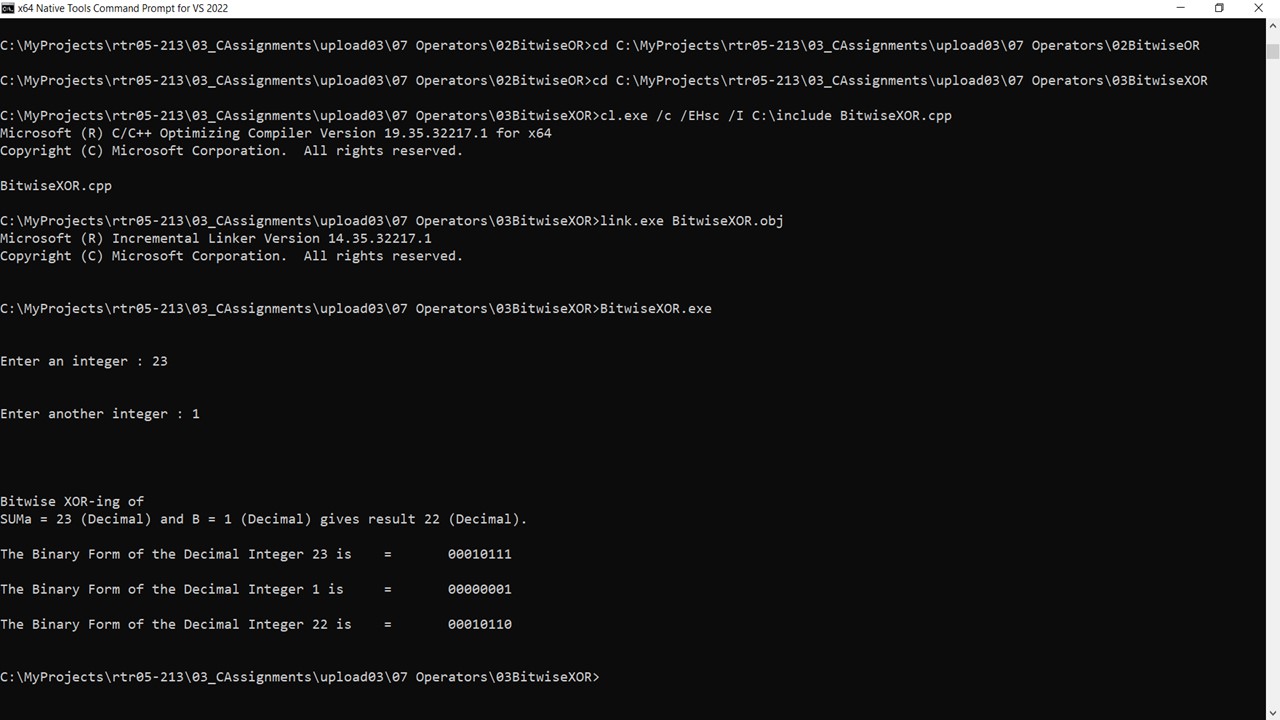 x64 Native Tools Command Prompt for VS 2022
C:\MyProjects\rtr05-213\03_CAssignments\upload03\07 Operators\02BitwiseOR>cd C:\MyProjects\rtr05-213\03_CAssignments\upload03\07 Operators\02BitwiseOR
C:\MyProjects\rtr05-213\03_CAssignments\upload03\07 Operators\02BitwiseOR>cd C:\MyProjects\rtr05-213\03_CAssignments\upload03\07 Operators\03BitwiseXOR
C:\MyProjects\rtr05-213\03_CAssignments\upload03\07 Operators\03BitwiseXOR>cl.exe /c /EHsc /I C:\include BitwiseXOR.cpp
Microsoft (R) C/C++ Optimizing Compiler Version 19.35.32217.1 for x64
Copyright (C) Microsoft Corporation.  All rights reserved.
BitwiseXOR.cpp
C:\MyProjects\rtr05-213\03_CAssignments\upload03\07 Operators\03BitwiseXOR>link.exe BitwiseXOR.obj
Microsoft (R) Incremental Linker Version 14.35.32217.1
Copyright (C) Microsoft Corporation.  All rights reserved.
C:\MyProjects\rtr05-213\03_CAssignments\upload03\07 Operators\03BitwiseXOR>BitwiseXOR.exe
Enter an integer : 23
Enter another integer : 1
Bitwise XOR-ing of
SUMa = 23 (Decimal) and B = 1 (Decimal) gives result 22 (Decimal).
The Binary Form of the Decimal Integer 23 is    =       00010111
The Binary Form of the Decimal Integer 1 is     =       00000001
The Binary Form of the Decimal Integer 22 is    =       00010110
C:\MyProjects\rtr05-213\03_CAssignments\upload03\07 Operators\03BitwiseXOR>